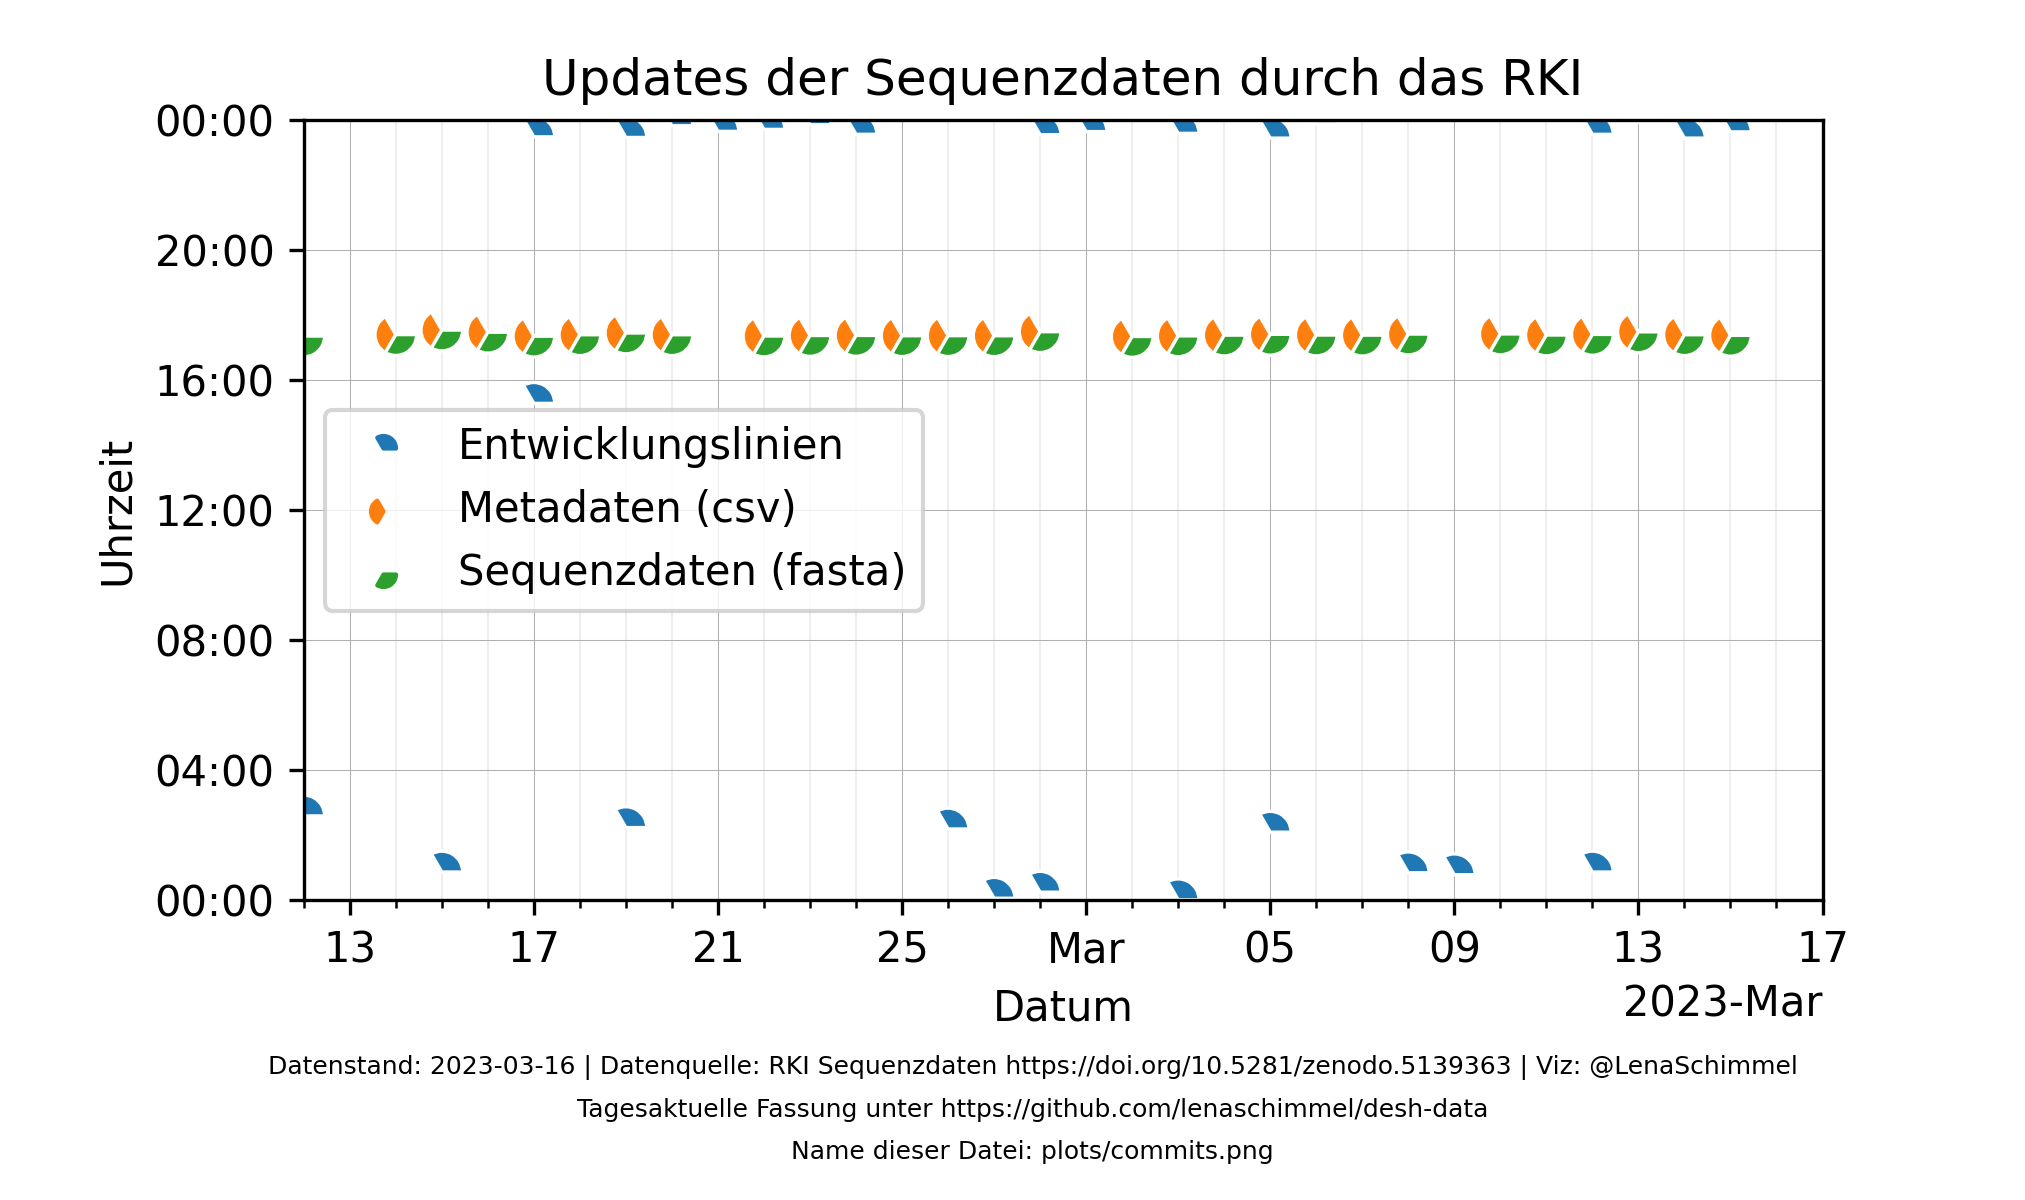 Updates der Sequenzdaten durch das RKI
00:00
20:00
16:00
12:00
08:00
04:00
00:00
Uhrzeit
Entwicklungslinien
Metadaten (csv)
Sequenzdaten (fasta)
13 17 21 25 Mar 05 09 13 17
Datum
2023-Mar
Datenstand: 2023-03-16 | Datenquelle: RKI Sequenzdaten https://doi.org/10.5281/zenodo.5139363 | Viz: @LenaSchimmel
Tagesaktuelle Fassung unter https://github.com/lenaschimmel/desh-data
Name dieser Datei: plots/commits.png